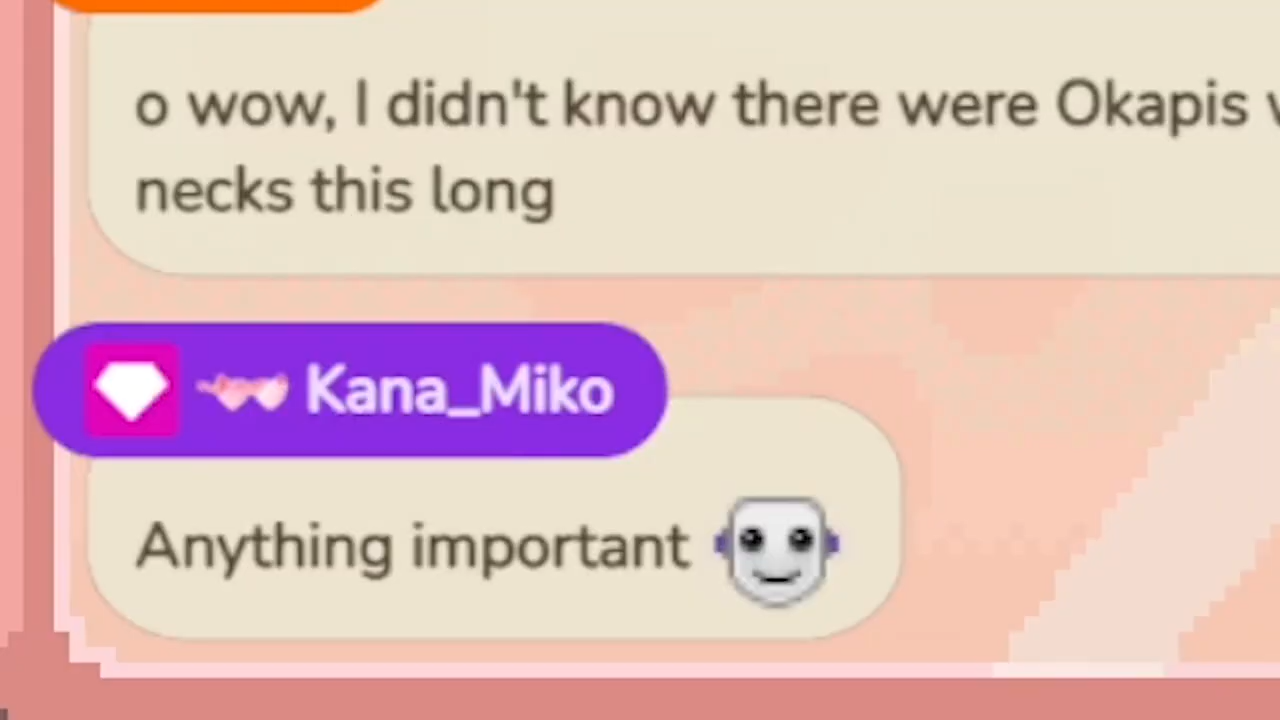 o wow, I didn't know there were Okapis
necks this long
Kana_Miko
Anything important